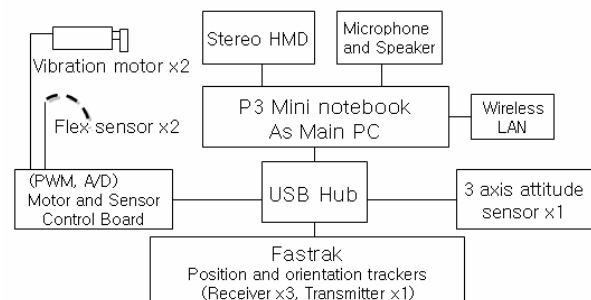 Stereo HMD
Microphone
and Speaker
Vibration motor x2
Flex sensor x2
P3 Mini notebook
As Main PC
Wireless
LAN
(PWM, A/D)
Motor and Sensor
Control Board
USB Hub
3 axis attitude
sensor x1
Fastrak
Position and orientation trackers
(Receiver x3, Transmitter x1)